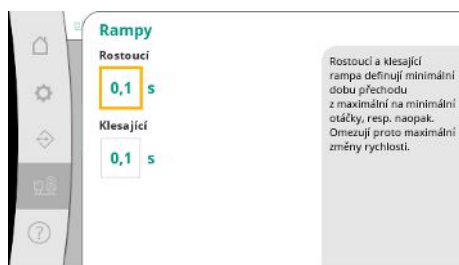 Rampy
Rostoucí
0,1 s
Klesající
0,1 s
Rostoucí a klesající
rampa definují minimální
dobu přechodu
z maximální na minimální
otáčky, resp. naopak.
Omezují proto maximální
změny rychlosti.